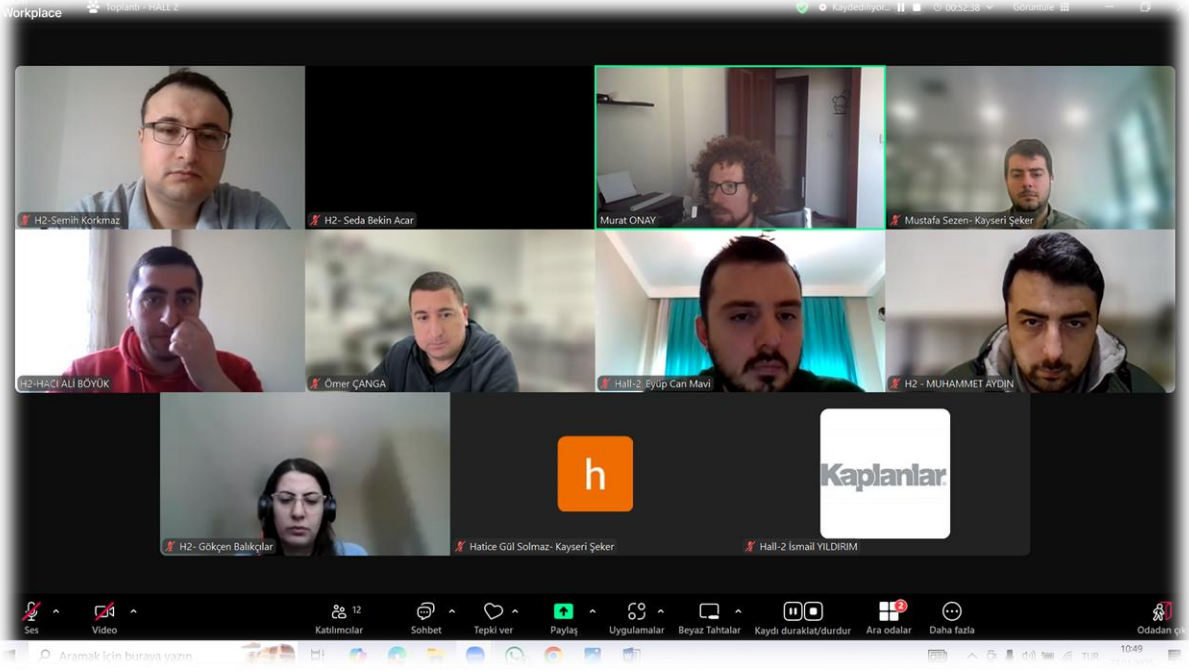 Workplace
Toplantı - HALL 2
Kaydediliyor...
00:52:38
Görüntüle
H2-Semih Korkmaz
H2- Seda Bekin Acar
Murat ONAY
Mustafa Sezen- Kayseri Şeker
H2-HACI ALİ BÖYÜK
Ömer ÇANGA
Hall-2 Eyüp Can Mavi
H2 - MUHAMMET AYDIN
h
Kaplanlar
H2- Gökçen Balıkçılar
Hatice Gül Solmaz- Kayseri Şeker
Hall-2 İsmail YILDIRIM
Ses
Video
12
Katılımcılar
Sohbet
Tepki ver
Paylaş
Uygulamalar
Beyaz Tahtalar
Kaydı duraklat/durdur
2
Ara odalar
Daha fazla
Odadan çık
Aramak için buraya yazın
TUR
10:49